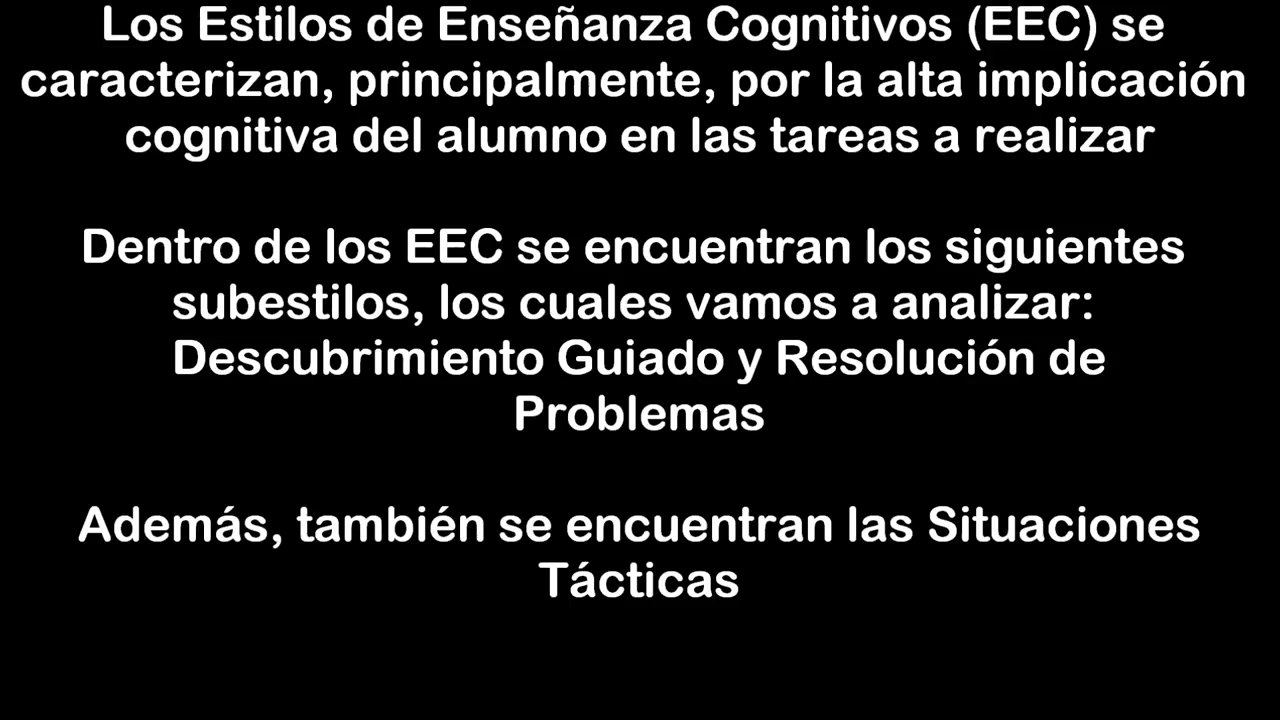 Los Estilos de Enseñanza Cognitivos (EEC) se
caracterizan, principalmente, por la alta implicación
cognitiva del alumno en las tareas a realizar
Dentro de los EEC se encuentran los siguientes
subestilos, los cuales vamos a analizar:
Descubrimiento Guiado y Resolución de
Problemas
Además, también se encuentran las Situaciones
Tácticas